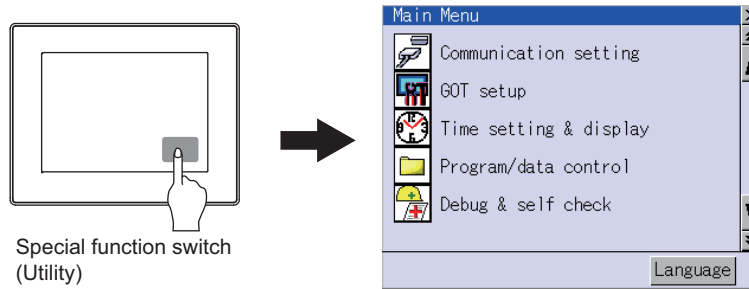 Special function switch
(Utility)
Main Menu
Communication setting
GOT setup
Time setting & display
Program/data control
Debug & self check
Language